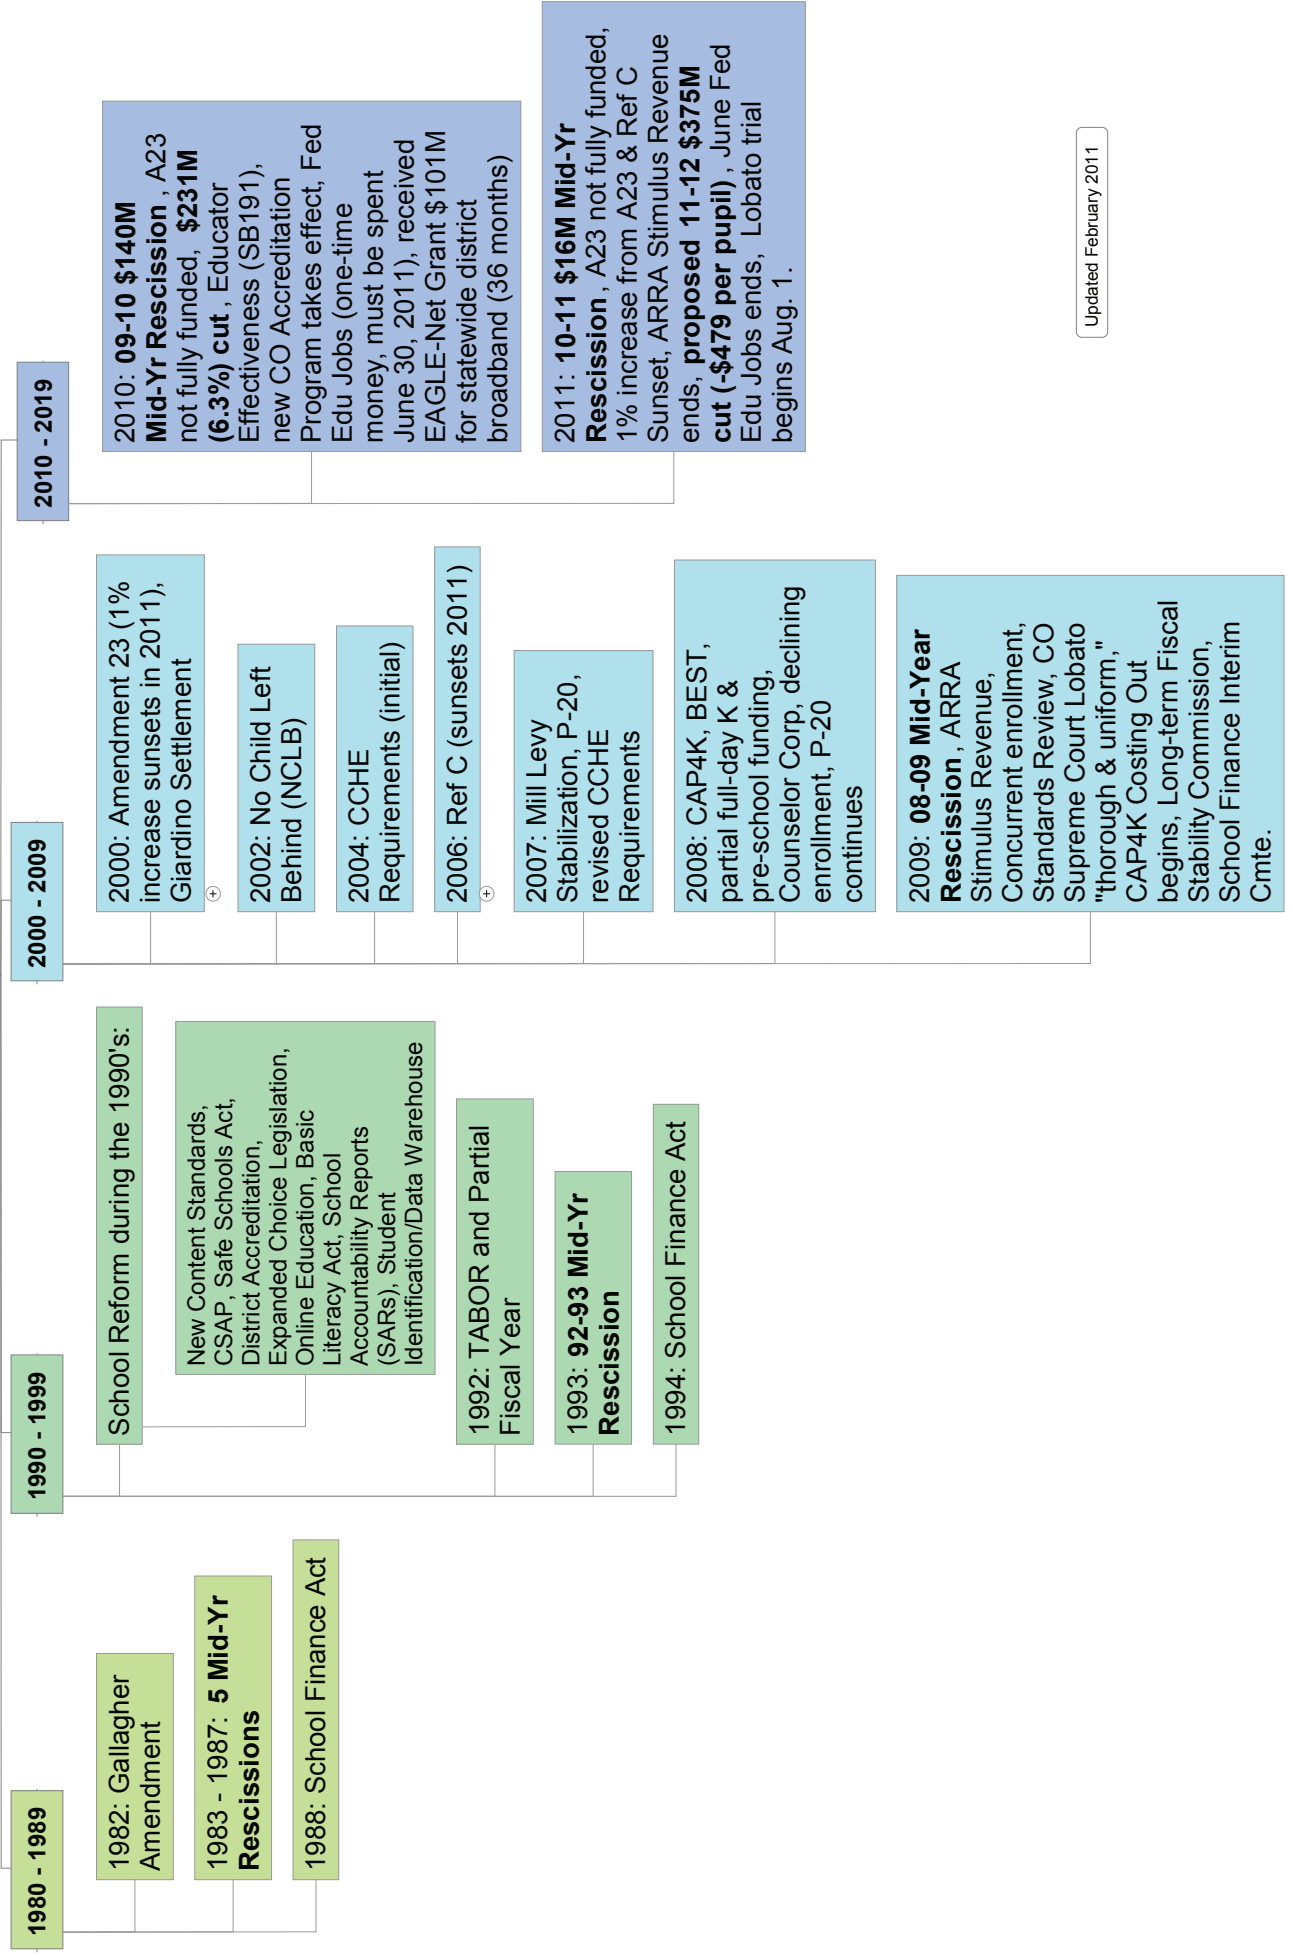 1980 - 1989
1982: Gallagher
Amendment
1983 - 1987: 5 Mid-Yr
Rescissions
1988: School Finance Act
1990 - 1999
School Reform during the 1990's:
New Content Standards,
CSAP, Safe Schools Act,
District Accreditation,
Expanded Choice Legislation,
Online Education, Basic
Literacy Act, School
Accountability Reports
(SARs), Student
Identification/Data Warehouse
1992: TABOR and Partial
Fiscal Year
1993: 92-93 Mid-Yr
Rescission
1994: School Finance Act
2000 - 2009
2000: Amendment 23 (1%
increase sunsets in 2011),
Giardino Settlement
2002: No Child Left
Behind (NCLB)
2004: CCHE
Requirements (initial)
2006: Ref C (sunsets 2011)
2007: Mill Levy
Stabilization, P-20,
revised CCHE
Requirements
2008: CAP4K, BEST,
partial full-day K &
pre-school funding,
Counselor Corp, declining
enrollment, P-20
continues
2009: 08-09 Mid-Year
Rescission , ARRA
Stimulus Revenue,
Concurrent enrollment,
Standards Review, CO
Supreme Court Lobato
"thorough & uniform,"
CAP4K Costing Out
begins, Long-term Fiscal
Stability Commission,
School Finance Interim
Cmte.
2010 - 2019
2010: 09-10 $140M
Mid-Yr Rescission , A23
not fully funded, $231M
(6.3%) cut , Educator
Effectiveness (SB191),
new CO Accreditation
Program takes effect, Fed
Edu Jobs (one-time
money, must be spent
June 30, 2011), received
EAGLE-Net Grant $101M
for statewide district
broadband (36 months)
2011: 10-11 $16M Mid-Yr
Rescission , A23 not fully funded,
1% increase from A23 & Ref C
Sunset, ARRA Stimulus Revenue
ends, proposed 11-12 $375M
cut (-$479 per pupil) , June Fed
Edu Jobs ends, Lobato trial
begins Aug. 1.
Updated February 2011